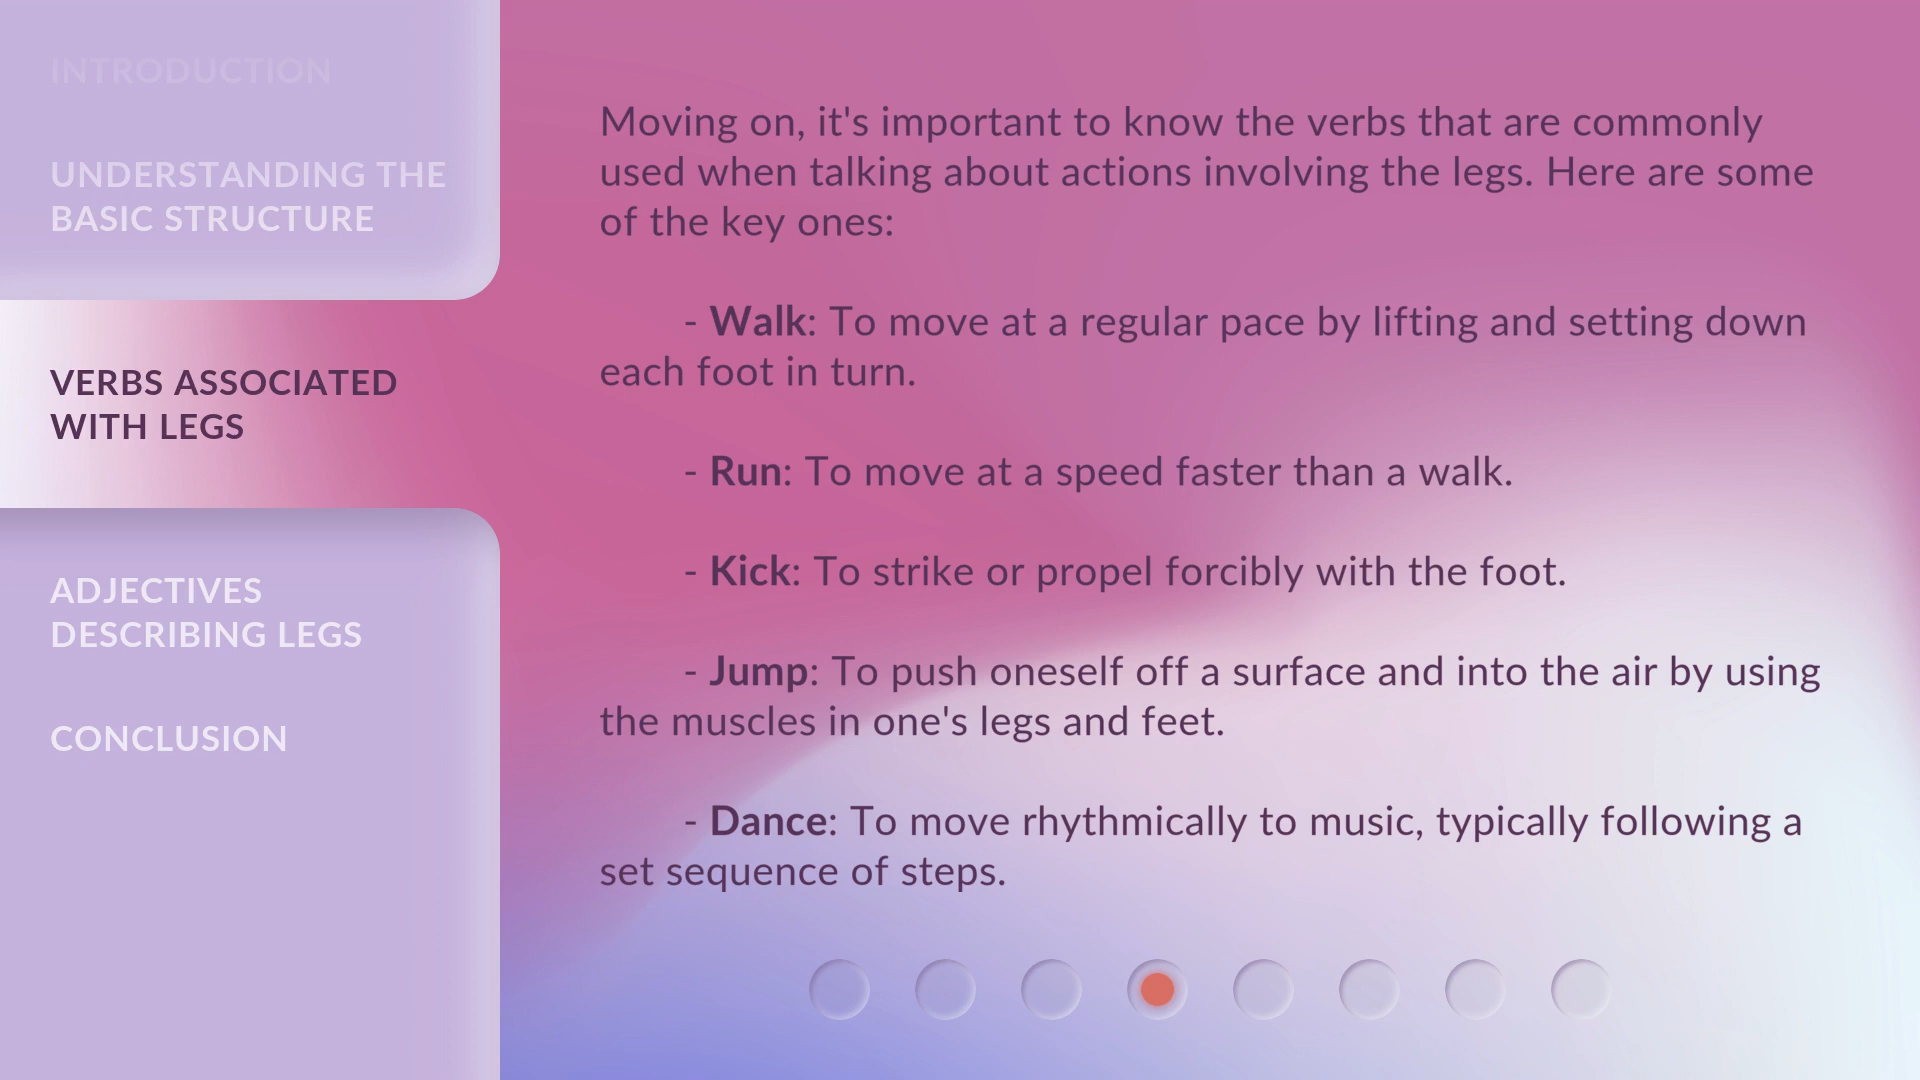 INTRODUCTION
UNDERSTANDING THE
BASIC STRUCTURE
VERBS ASSOCIATED
WITH LEGS
ADJECTIVES
DESCRIBING LEGS
CONCLUSION
Moving on, it's important to know the verbs that are commonly
used when talking about actions involving the legs. Here are some
of the key ones:
- Walk: To move at a regular pace by lifting and setting down
each foot in turn.
- Run: To move at a speed faster than a walk.
- Kick: To strike or propel forcibly with the foot.
- Jump: To push oneself off a surface and into the air by using
the muscles in one's legs and feet.
- Dance: To move rhythmically to music, typically following a
set sequence of steps.